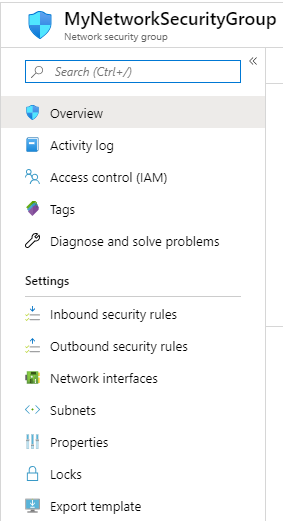 MyNetworkSecurityGroup
Network security group
Search (Ctrl+/)
«
Overview
Activity log
Access control (IAM)
Tags
Diagnose and solve problems
Settings
Inbound security rules
Outbound security rules
Network interfaces
Subnets
Properties
Locks
Export template